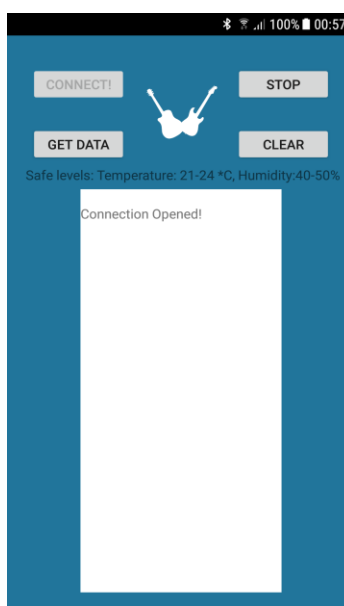 100% 00:57
CONNECT! STOP
GET DATA CLEAR
Safe levels: Temperature: 21-24 *C, Humidity:40-50%
Connection Opened!